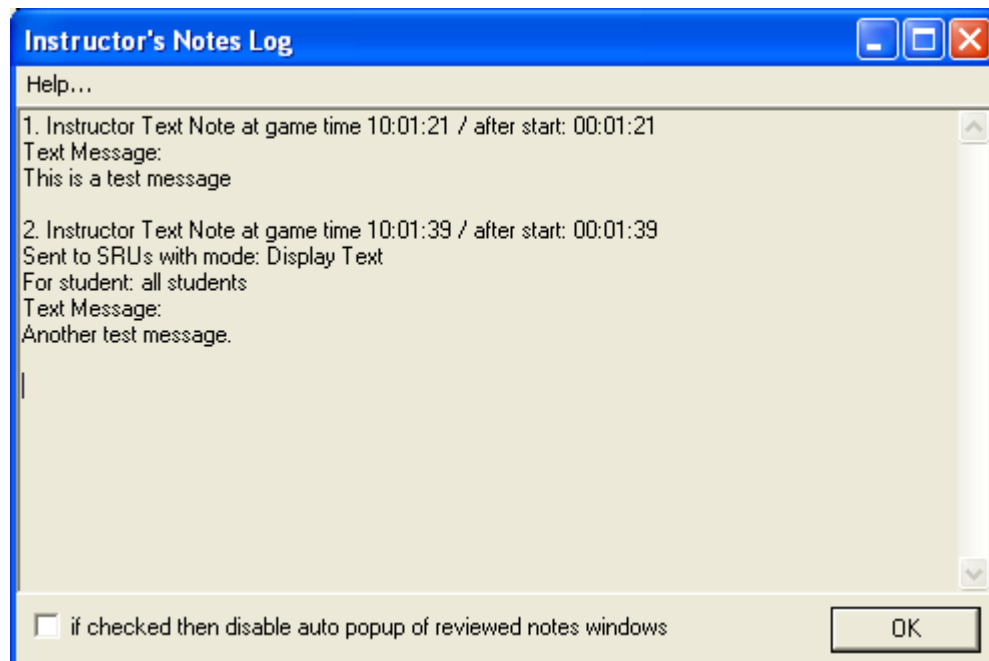 Instructor's Notes Log
Help...
1. Instructor Text Note at game time 10:01:21 / after start: 00:01:21
Text Message:
This is a test message
2. Instructor Text Note at game time 10:01:39 / after start: 00:01:39
Sent to SRUs with mode: Display Text
For student: all students
Text Message:
Another test message.
if checked then disable auto popup of reviewed notes windows
OK